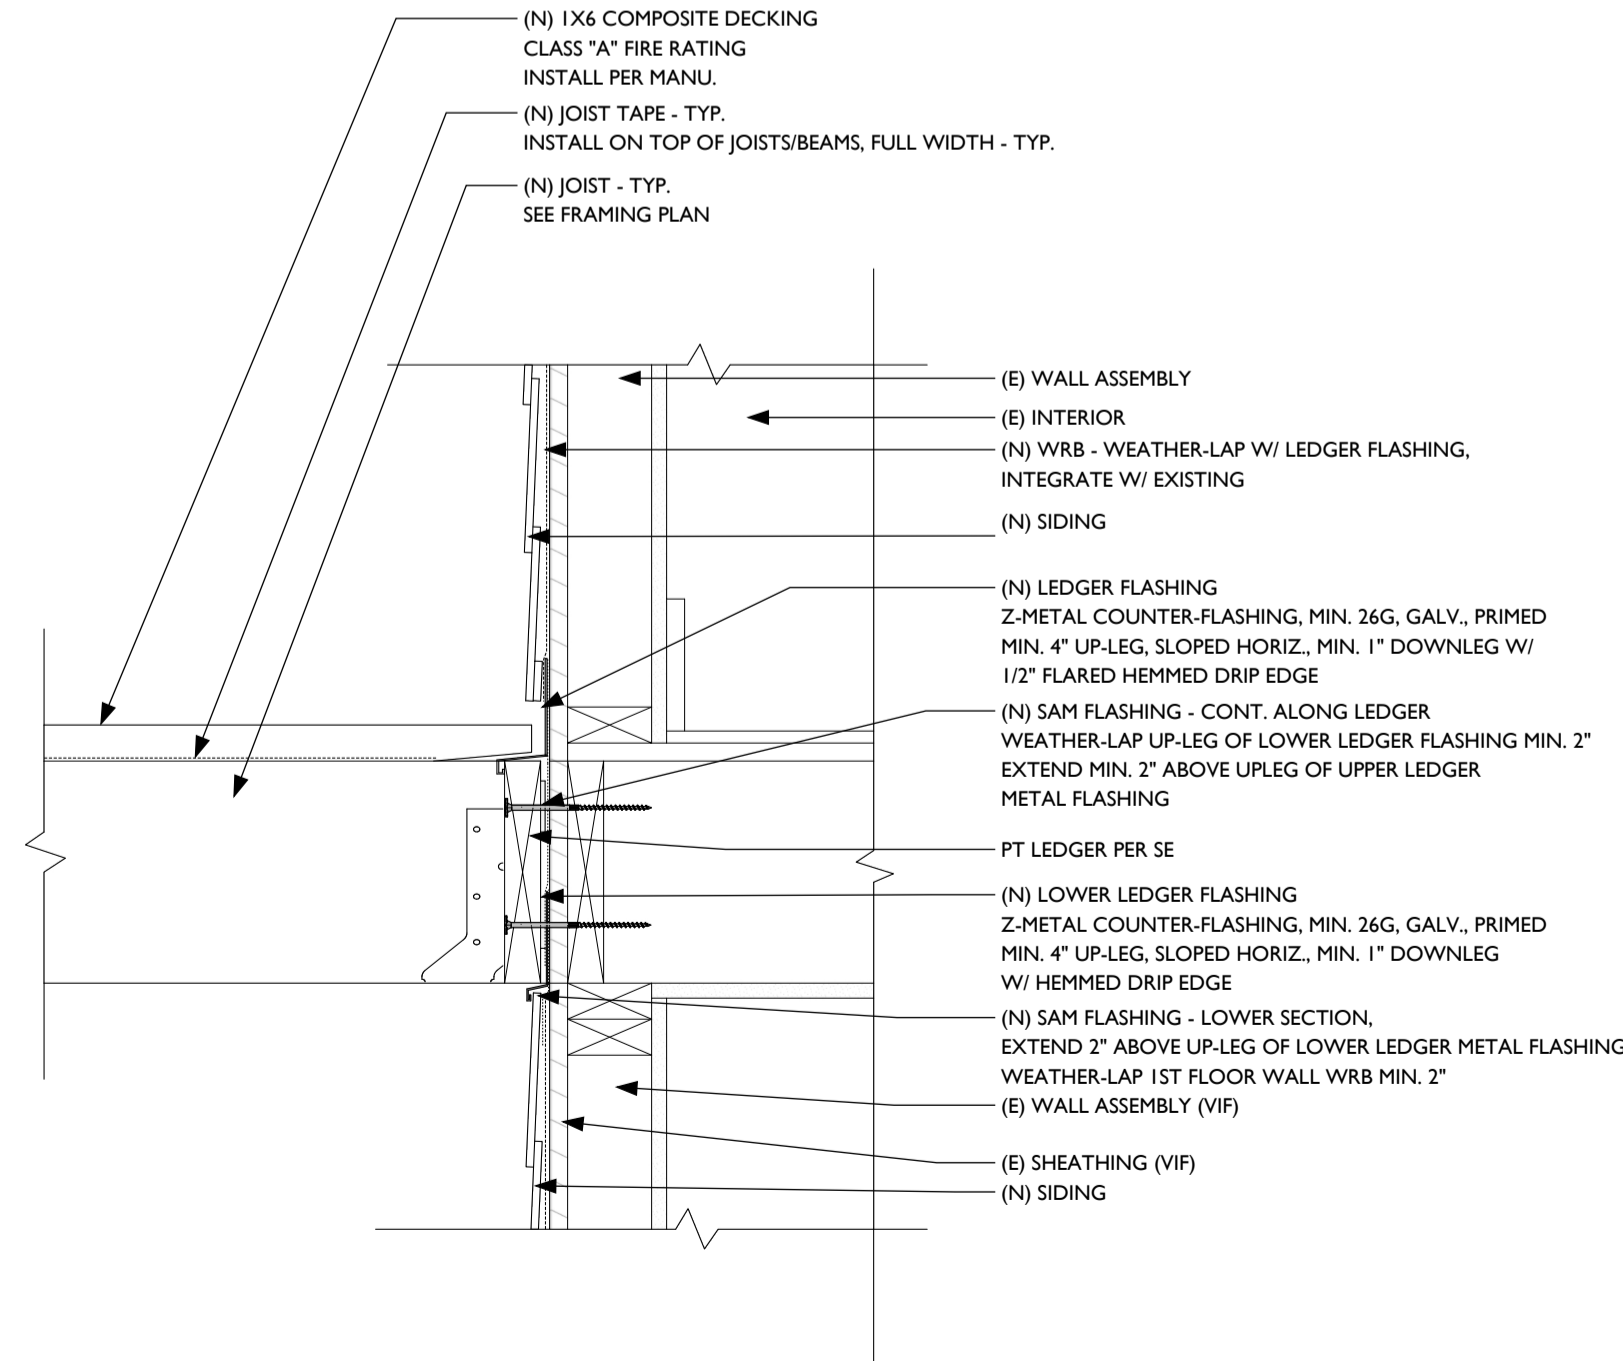 (N) 1X6 COMPOSITE DECKING
CLASS "A" FIRE RATING
INSTALL PER MANU.
(N) JOIST TAPE - TYP.
INSTALL ON TOP OF JOISTS/BEAMS, FULL WIDTH - TYP.
(N) JOIST - TYP.
SEE FRAMING PLAN
(E) WALL ASSEMBLY
(E) INTERIOR
(N) WRB - WEATHER-LAP W/ LEDGER FLASHING,
INTEGRATE W/ EXISTING
(N) SIDING
(N) LEDGER FLASHING
Z-METAL COUNTER-FLASHING, MIN. 26G, GALV., PRIMED
MIN. 4" UP-LEG, SLOPED HORIZ., MIN. 1" DOWNLEG W/
1/2" FLARED HEMMED DRIP EDGE
(N) SAM FLASHING - CONT. ALONG LEDGER
WEATHER-LAP UP-LEG OF LOWER LEDGER FLASHING MIN. 2"
EXTEND MIN. 2" ABOVE UPLEG OF UPPER LEDGER
METAL FLASHING
PT LEDGER PER SE
(N) LOWER LEDGER FLASHING
Z-METAL COUNTER-FLASHING, MIN. 26G, GALV., PRIMED
MIN. 4" UP-LEG, SLOPED HORIZ., MIN. 1" DOWNLEG
W/ HEMMED DRIP EDGE
(N) SAM FLASHING - LOWER SECTION,
EXTEND 2" ABOVE UP-LEG OF LOWER LEDGER METAL FLASHING
WEATHER-LAP 1ST FLOOR WALL WRB MIN. 2"
(E) WALL ASSEMBLY (VIF)
(E) SHEATHING (VIF)
(N) SIDING